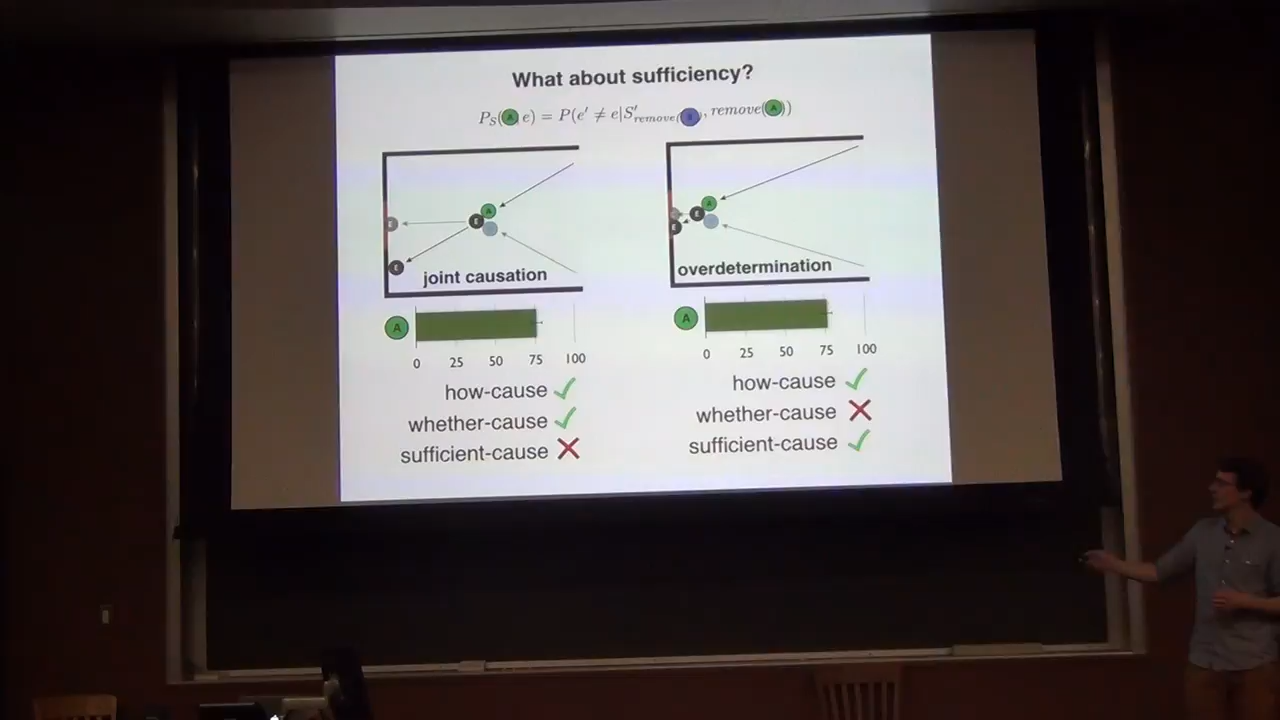 What about sufficiency?
P_S(A e) = P(e' ≠ e|S'_remove(B), remove(A))
E
E
E
A
joint causation
E
E
A
overdetermination
A
0 25 50 75 100
how-cause ✓
whether-cause ✓
sufficient-cause ✗
A
0 25 50 75 100
how-cause ✓
whether-cause ✗
sufficient-cause ✓